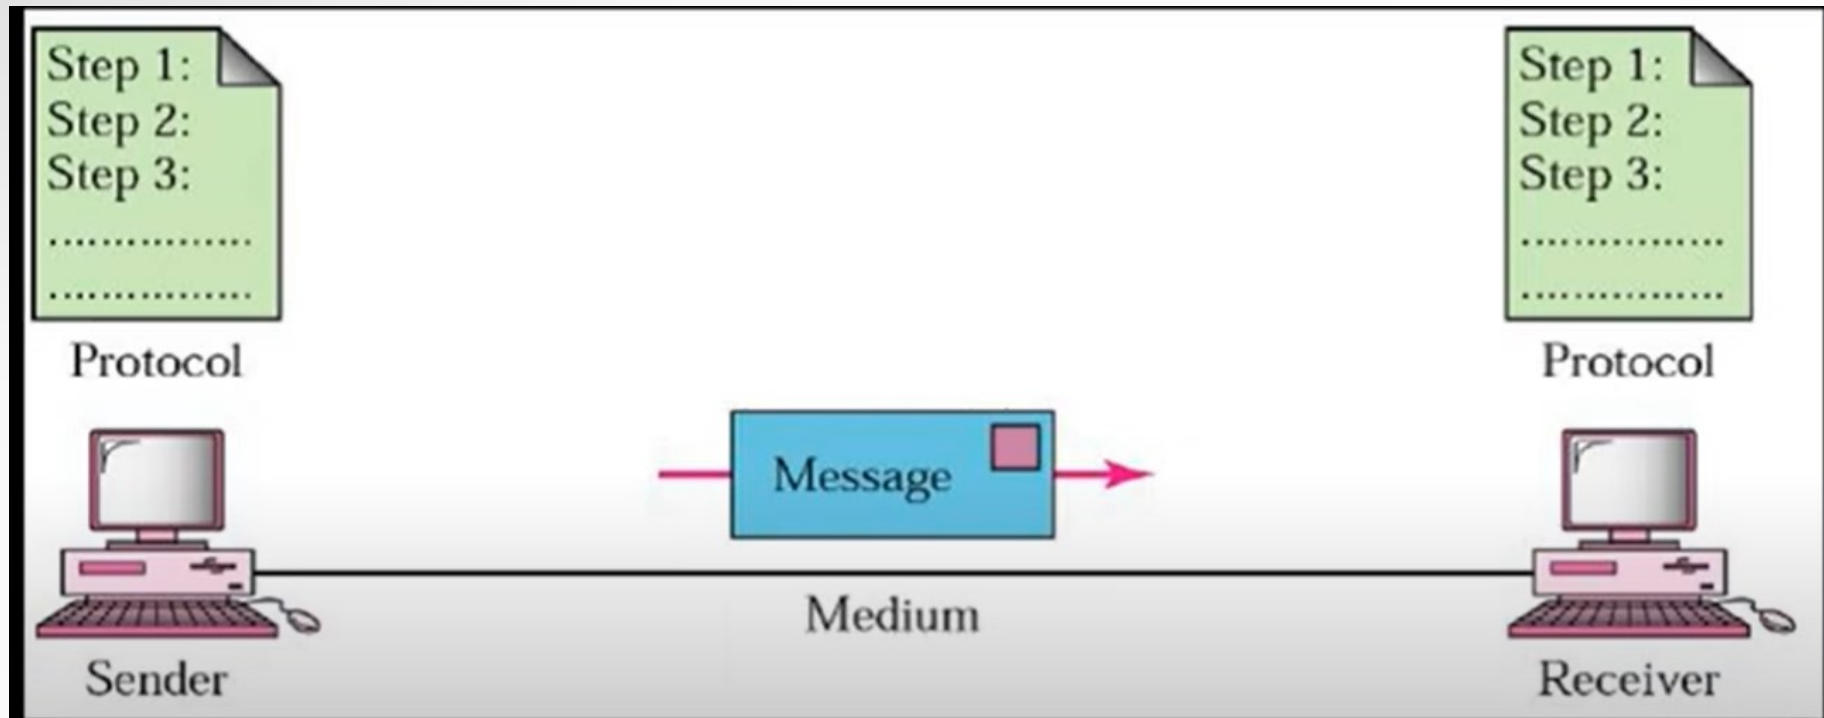 Step 1:
Step 2:
Step 3:
................
................
Protocol
Step 1:
Step 2:
Step 3:
................
................
Protocol
Message
Medium
Sender
Receiver